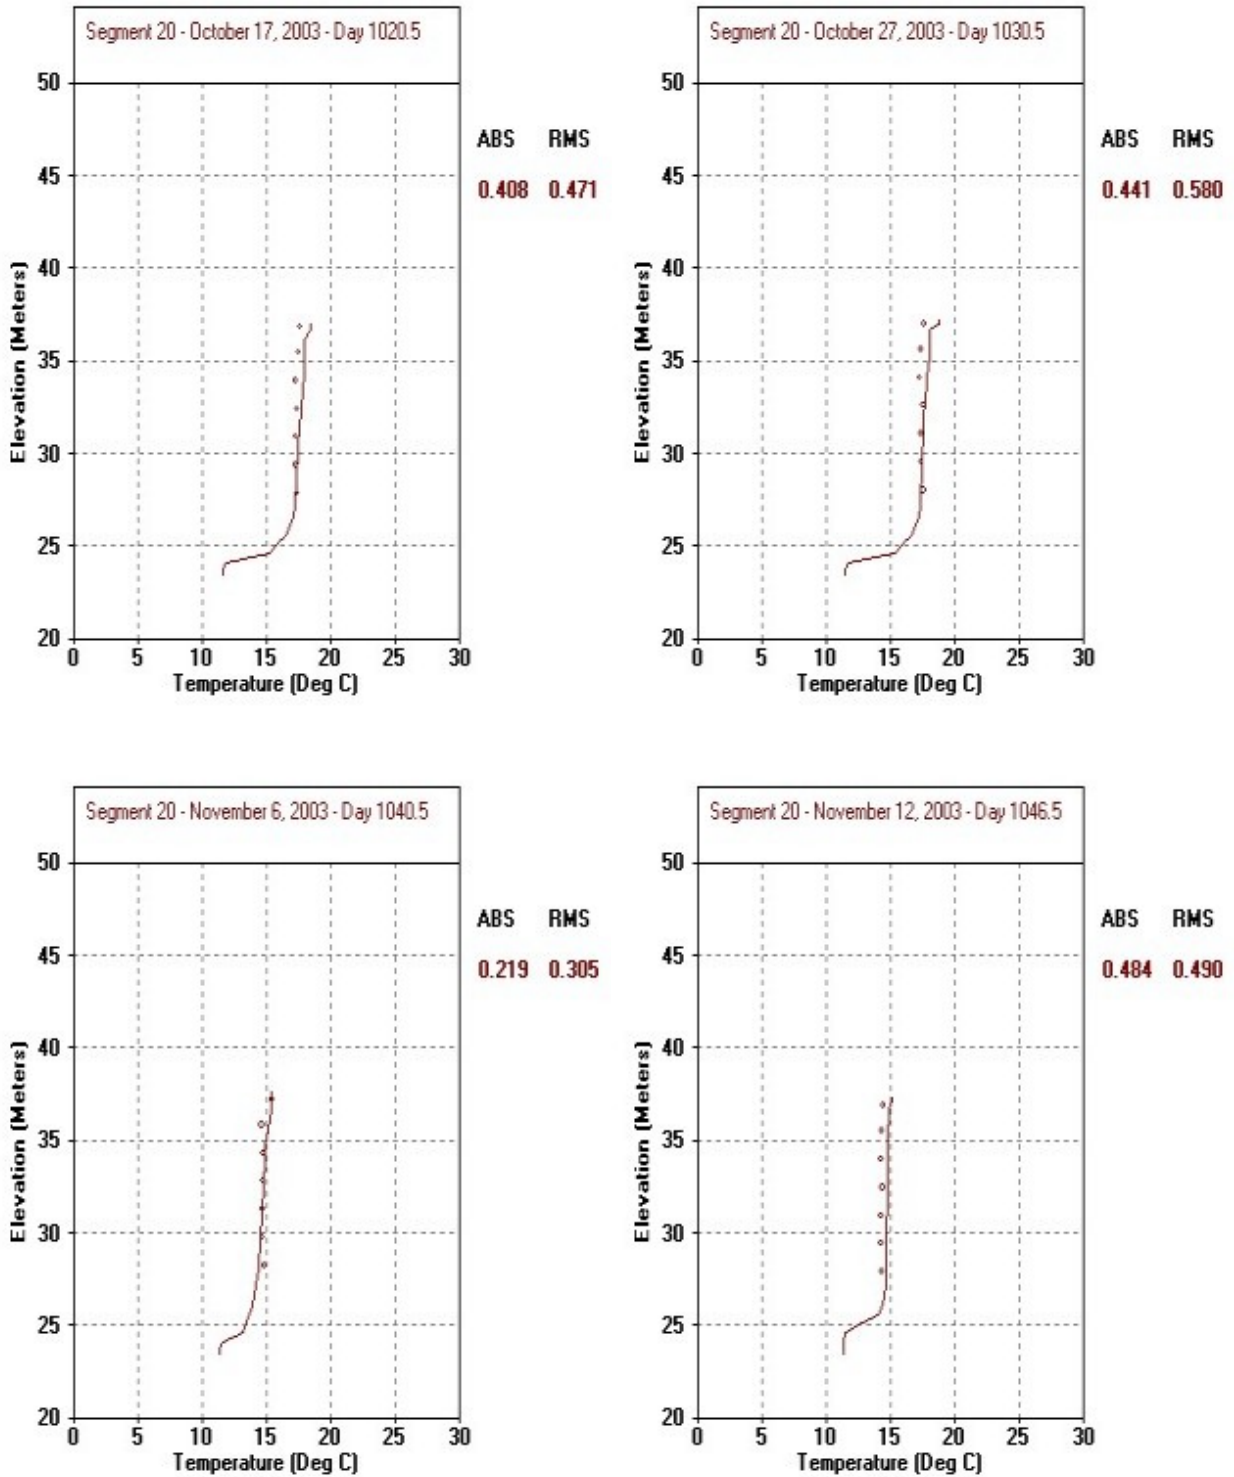 Segment 20 - October 17, 2003 - Day 1020.5
50
45
40
35
30
25
20
Elevation (Meters)
0 5 10 15 20 25 30
Temperature (Deg C)
ABS RMS
0.408 0.471
Segment 20 - October 27, 2003 - Day 1030.5
50
45
40
35
30
25
20
Elevation (Meters)
0 5 10 15 20 25 30
Temperature (Deg C)
ABS RMS
0.441 0.580
Segment 20 - November 6, 2003 - Day 1040.5
50
45
40
35
30
25
20
Elevation (Meters)
0 5 10 15 20 25 30
Temperature (Deg C)
ABS RMS
0.219 0.305
Segment 20 - November 12, 2003 - Day 1046.5
50
45
40
35
30
25
20
Elevation (Meters)
0 5 10 15 20 25 30
Temperature (Deg C)
ABS RMS
0.484 0.490